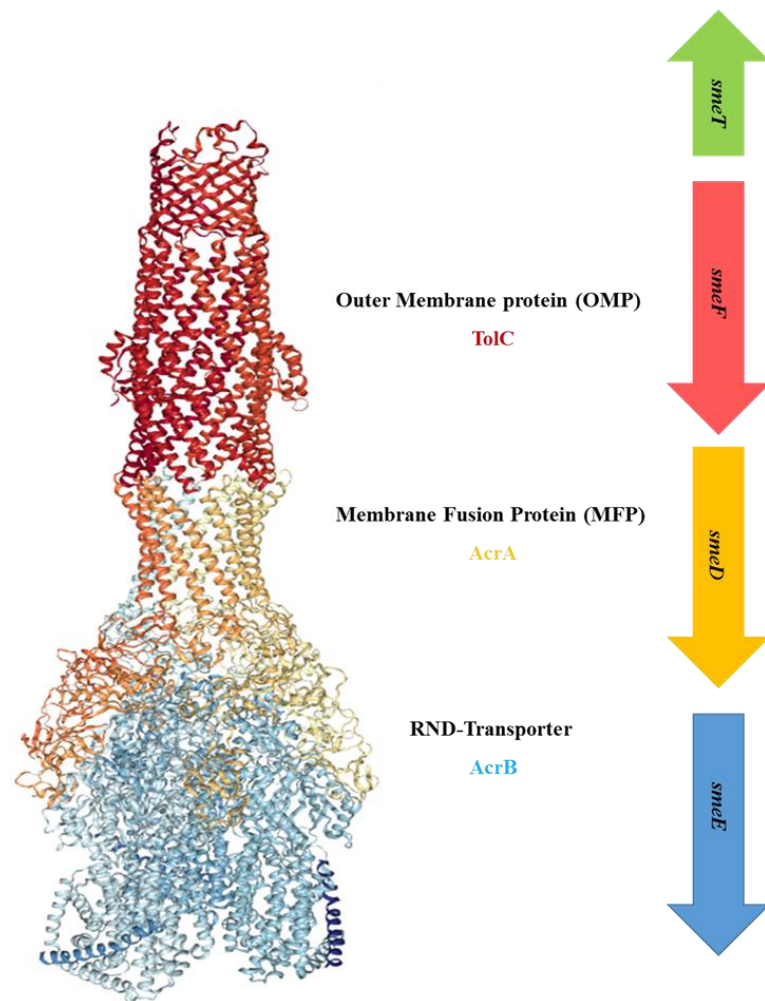 smeT
Outer Membrane protein (OMP)
TolC
smeF
Membrane Fusion Protein (MFP)
AcrA
smeD
RND-Transporter
AcrB
smeE